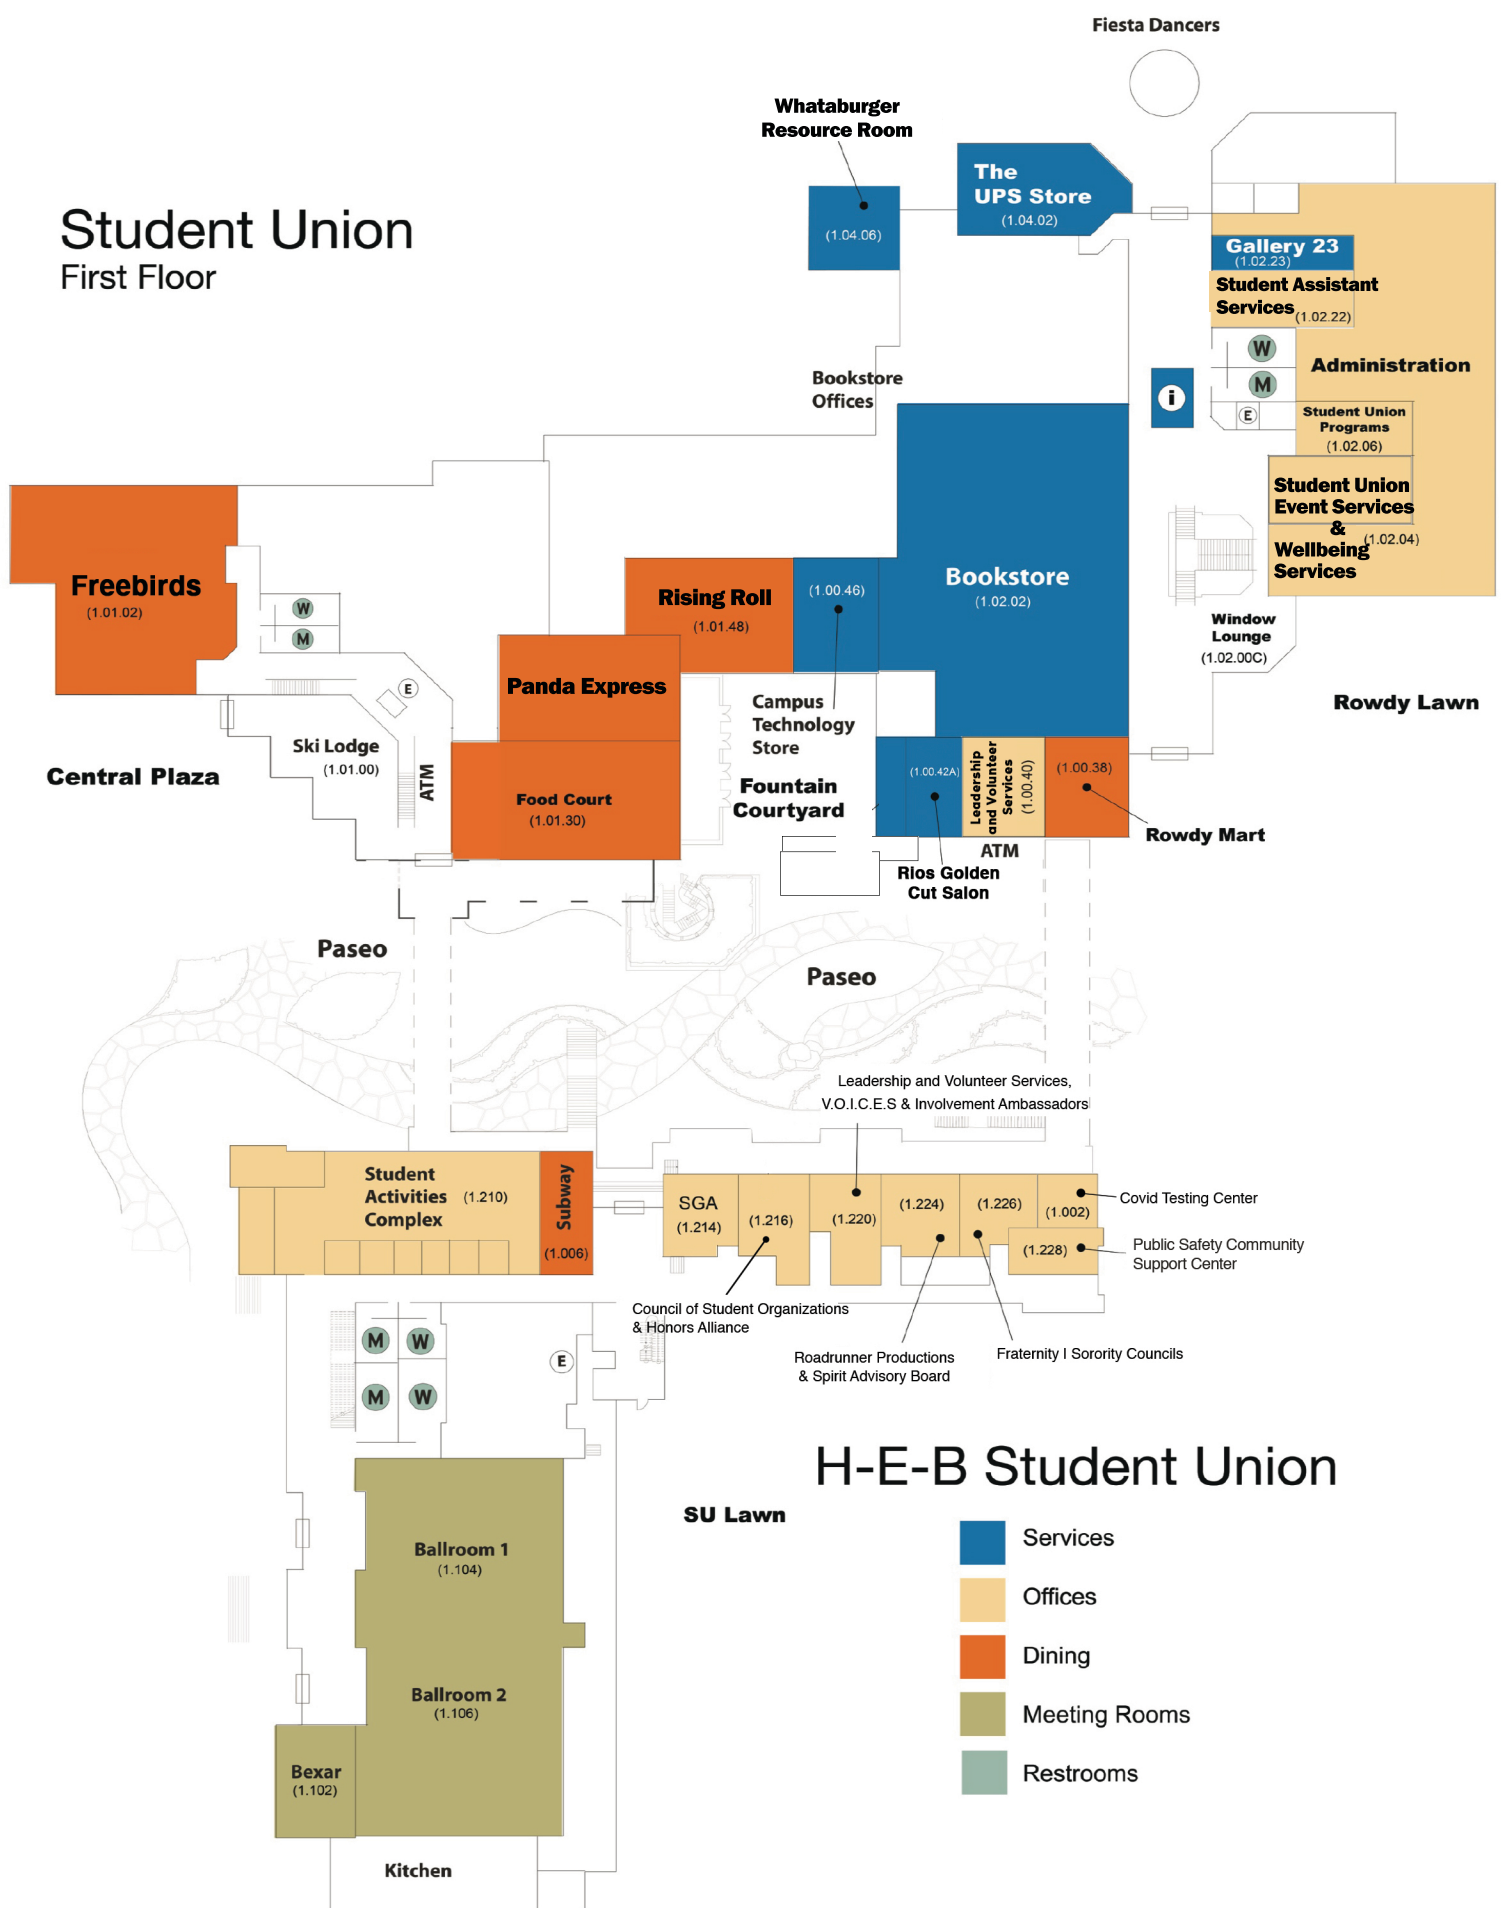 Fiesta Dancers
Whataburger
Resource Room
The
UPS Store
(1.04.02)
(1.04.06)
Student Union
First Floor
Gallery 23
(1.02.23)
Student Assistant
Services
(1.02.22)
W
M
E
i
Administration
Bookstore
Offices
Student Union
Programs
(1.02.06)
Student Union
Event Services
&
(1.02.04)
Wellbeing
Services
Freebirds
(1.01.02)
W
M
E
Rising Roll
(1.01.48)
(1.00.46)
Bookstore
(1.02.02)
Window
Lounge
(1.02.00C)
Rowdy Lawn
Panda Express
Campus
Technology
Store
Ski Lodge
(1.01.00)
ATM
Central Plaza
Food Court
(1.01.30)
Fountain
Courtyard
(1.00.42A)
Leadership
and Volunteer
Services
(1.00.40)
(1.00.38)
Rowdy Mart
ATM
Rios Golden
Cut Salon
Paseo
Paseo
Leadership and Volunteer Services,
V.O.I.C.E.S & Involvement Ambassadors
Student
Activities
Complex
(1.210)
Subway
(1.006)
SGA
(1.214)
(1.216)
(1.220)
(1.224)
(1.226)
(1.002)
Covid Testing Center
(1.228)
Public Safety Community
Support Center
Council of Student Organizations
& Honors Alliance
Roadrunner Productions
& Spirit Advisory Board
Fraternity | Sorority Councils
M
W
M
W
E
H-E-B Student Union
SU Lawn
Services
Offices
Dining
Meeting Rooms
Restrooms
Ballroom 1
(1.104)
Ballroom 2
(1.106)
Bexar
(1.102)
Kitchen